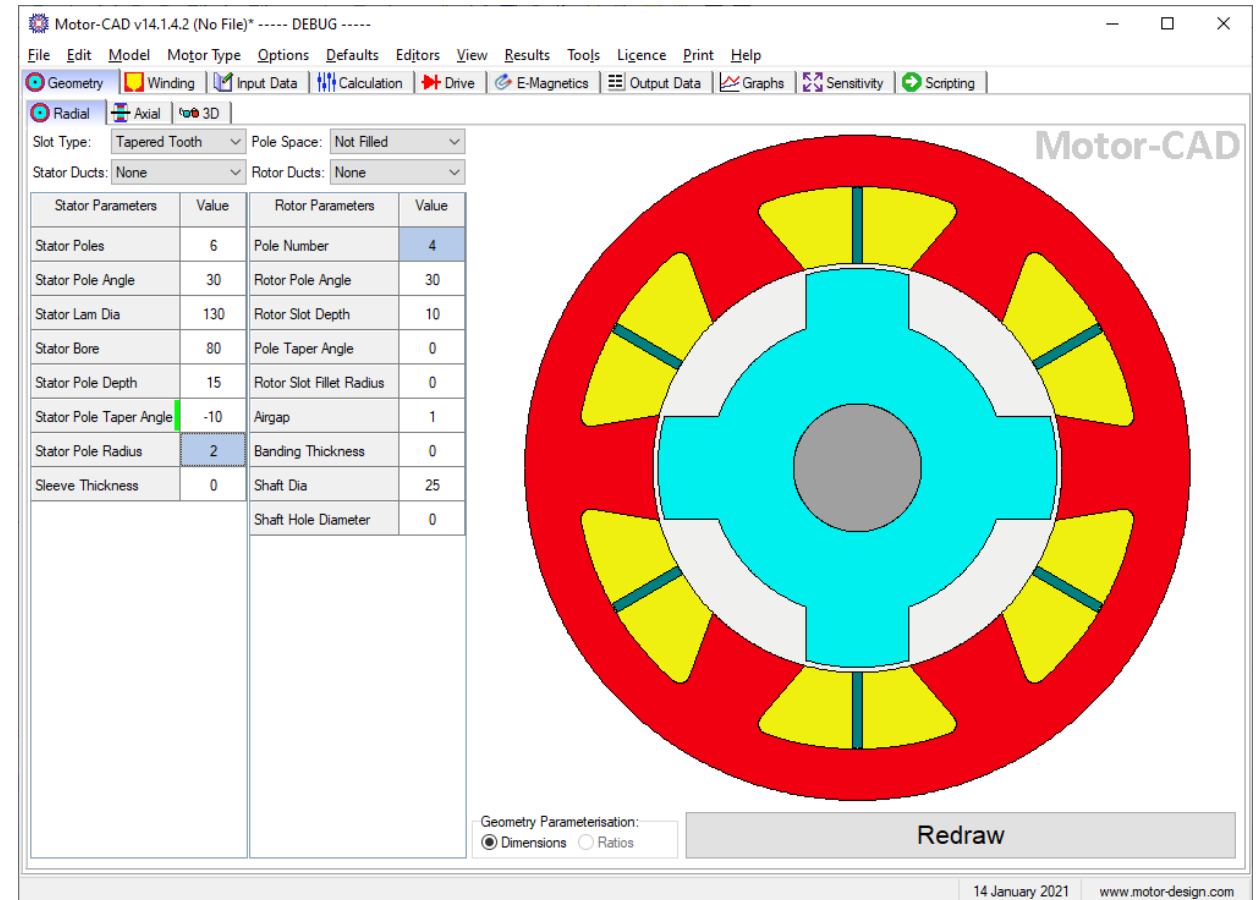 Motor-CAD v14.1.4.2 (No File)* ----- DEBUG -----
File Edit Model Motor Type Options Defaults Editors View Results Tools Licence Print Help
Geometry Winding Input Data Calculation Drive E-Magnetics Output Data Graphs Sensitivity Scripting
Radial Axial 3D
Slot Type: Tapered Tooth Pole Space: Not Filled
Stator Ducts: None Rotor Ducts: None
Motor-CAD
Stator Parameters Value Rotor Parameters Value
Stator Poles 6 Pole Number 4
Stator Pole Angle 30 Rotor Pole Angle 30
Stator Lam Dia 130 Rotor Slot Depth 10
Stator Bore 80 Pole Taper Angle 0
Stator Pole Depth 15 Rotor Slot Fillet Radius 0
Stator Pole Taper Angle -10 Airgap 1
Stator Pole Radius 2 Banding Thickness 0
Sleeve Thickness 0 Shaft Dia 25
Shaft Hole Diameter 0
Geometry Parameterisation:
Dimensions Ratios
Redraw
14 January 2021 www.motor-design.com